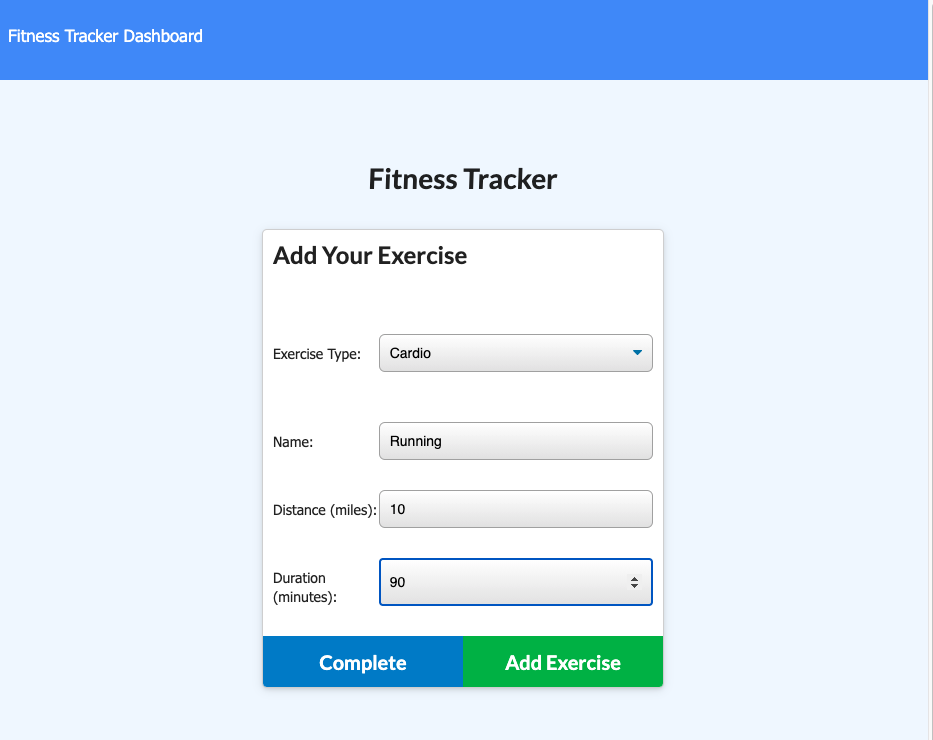 Fitness Tracker Dashboard
Fitness Tracker
Add Your Exercise
Exercise Type: Cardio
Name: Running
Distance (miles): 10
Duration
(minutes): 90
Complete Add Exercise